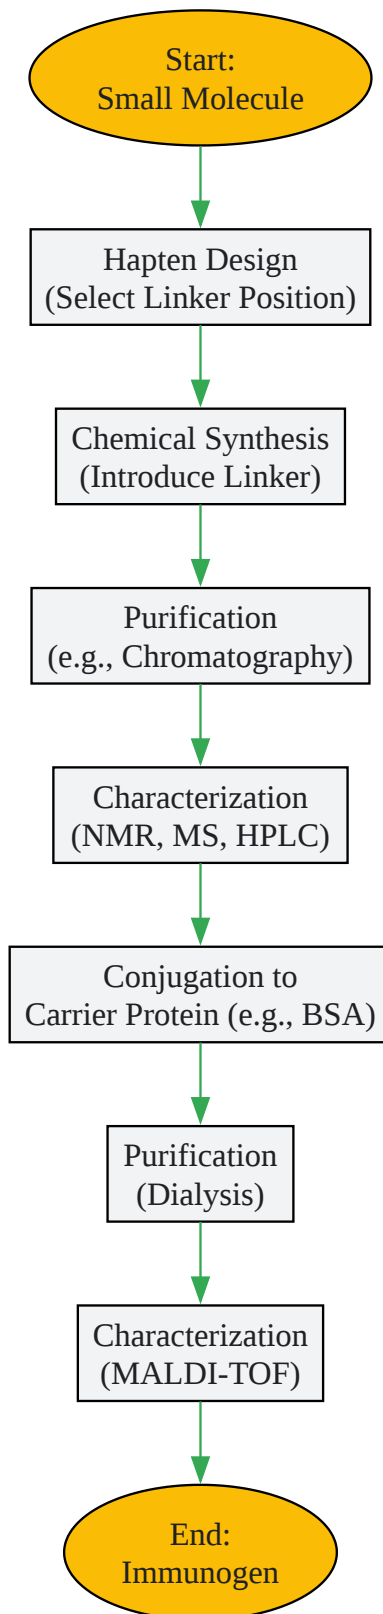 Start:
Small Molecule
Hapten Design
(Select Linker Position)
Chemical Synthesis
(Introduce Linker)
Purification
(e.g., Chromatography)
Characterization
(NMR, MS, HPLC)
Conjugation to
Carrier Protein (e.g., BSA)
Purification
(Dialysis)
Characterization
(MALDI-TOF)
End:
Immunogen